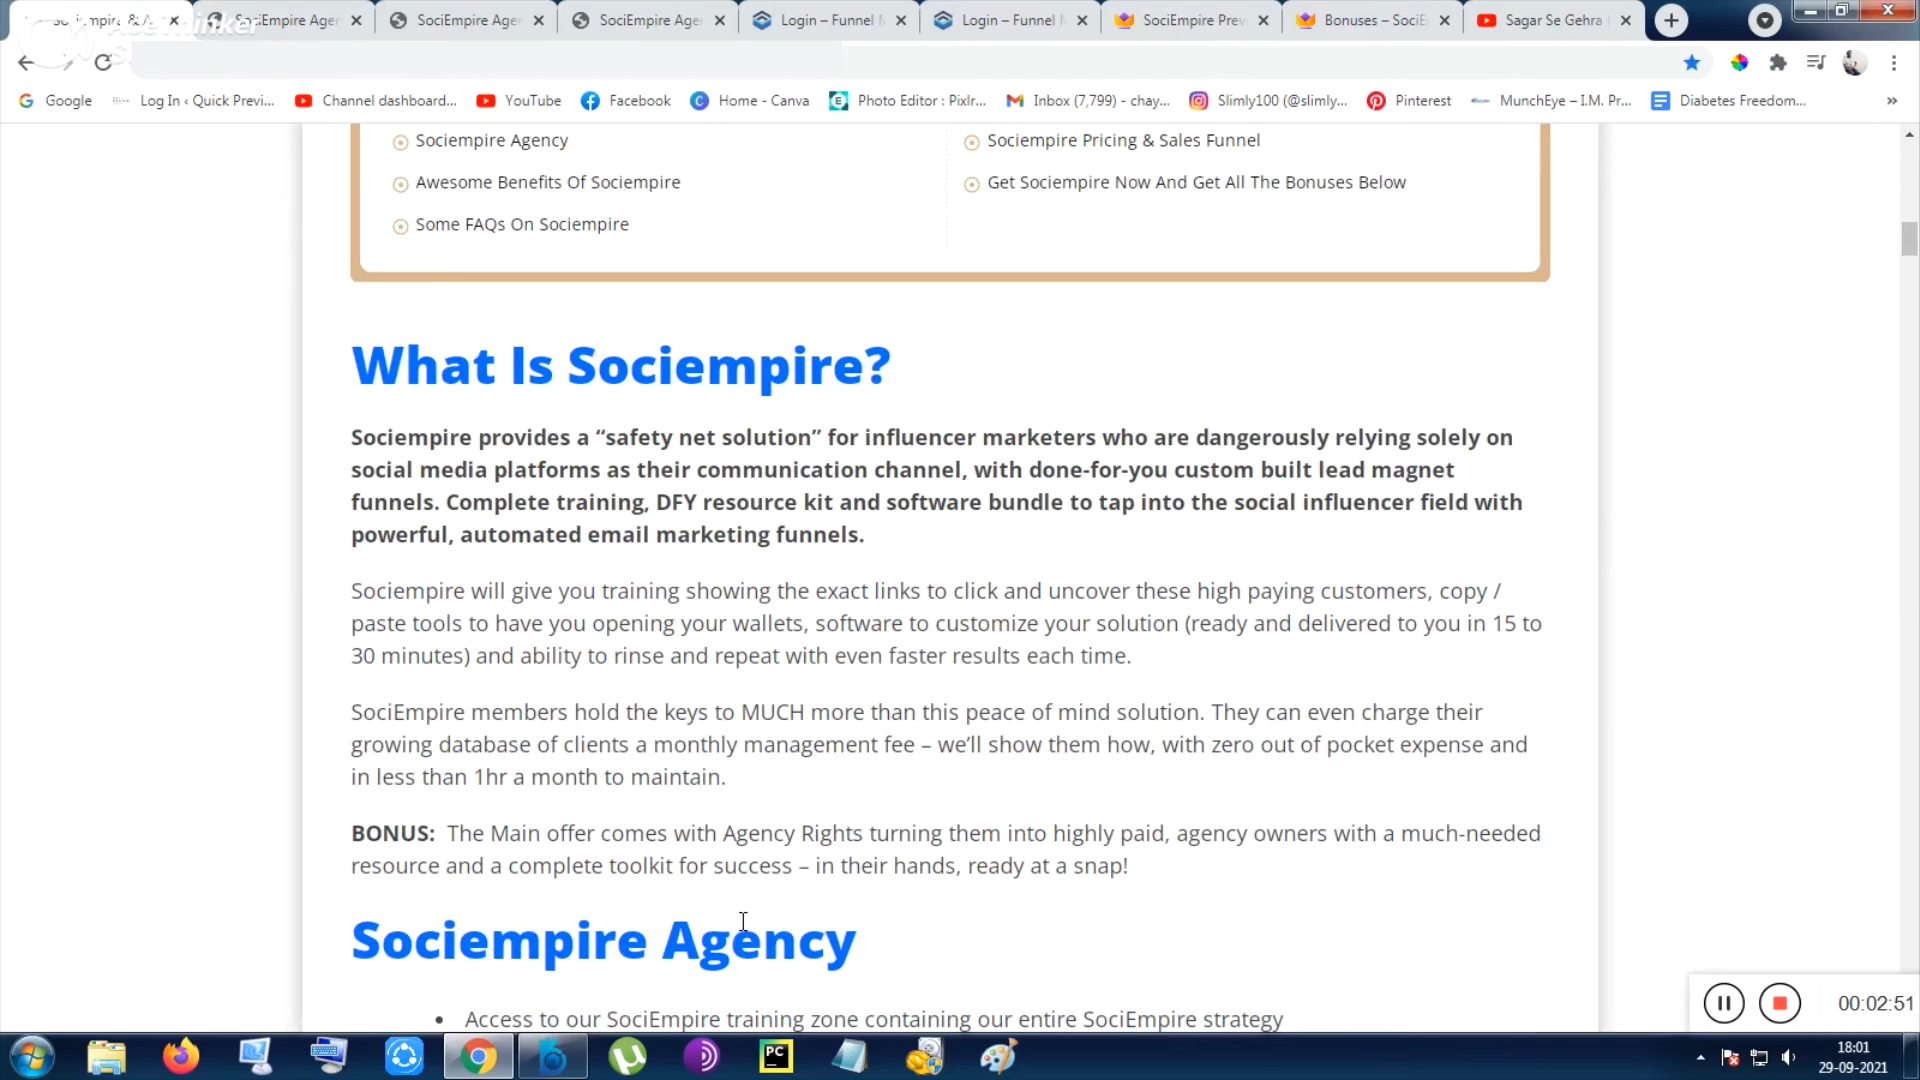 SociEmpire Agen
SociEmpire Agen
SociEmpire Agen
Login – Funnel
Login – Funnel
SociEmpire Prev
Bonuses – SociE
Sagar Se Gehra
Google
Log In ‹ Quick Previ...
Channel dashboard...
YouTube
Facebook
Home - Canva
Photo Editor : Pixlr...
Inbox (7,799) - chay...
Slimly100 (@slimly...
Pinterest
MunchEye – I.M. Pr...
Diabetes Freedom...
»
Sociempire Agency
Sociempire Pricing & Sales Funnel
Awesome Benefits Of Sociempire
Get Sociempire Now And Get All The Bonuses Below
Some FAQs On Sociempire
What Is Sociempire?
Sociempire provides a “safety net solution” for influencer marketers who are dangerously relying solely on
social media platforms as their communication channel, with done-for-you custom built lead magnet
funnels. Complete training, DFY resource kit and software bundle to tap into the social influencer field with
powerful, automated email marketing funnels.
Sociempire will give you training showing the exact links to click and uncover these high paying customers, copy /
paste tools to have you opening your wallets, software to customize your solution (ready and delivered to you in 15 to
30 minutes) and ability to rinse and repeat with even faster results each time.
SociEmpire members hold the keys to MUCH more than this peace of mind solution. They can even charge their
growing database of clients a monthly management fee – we’ll show them how, with zero out of pocket expense and
in less than 1hr a month to maintain.
BONUS: The Main offer comes with Agency Rights turning them into highly paid, agency owners with a much-needed
resource and a complete toolkit for success – in their hands, ready at a snap!
Sociempire Agency
• Access to our SociEmpire training zone containing our entire SociEmpire strategy
00:02:51
PC
18:01
29-09-2021